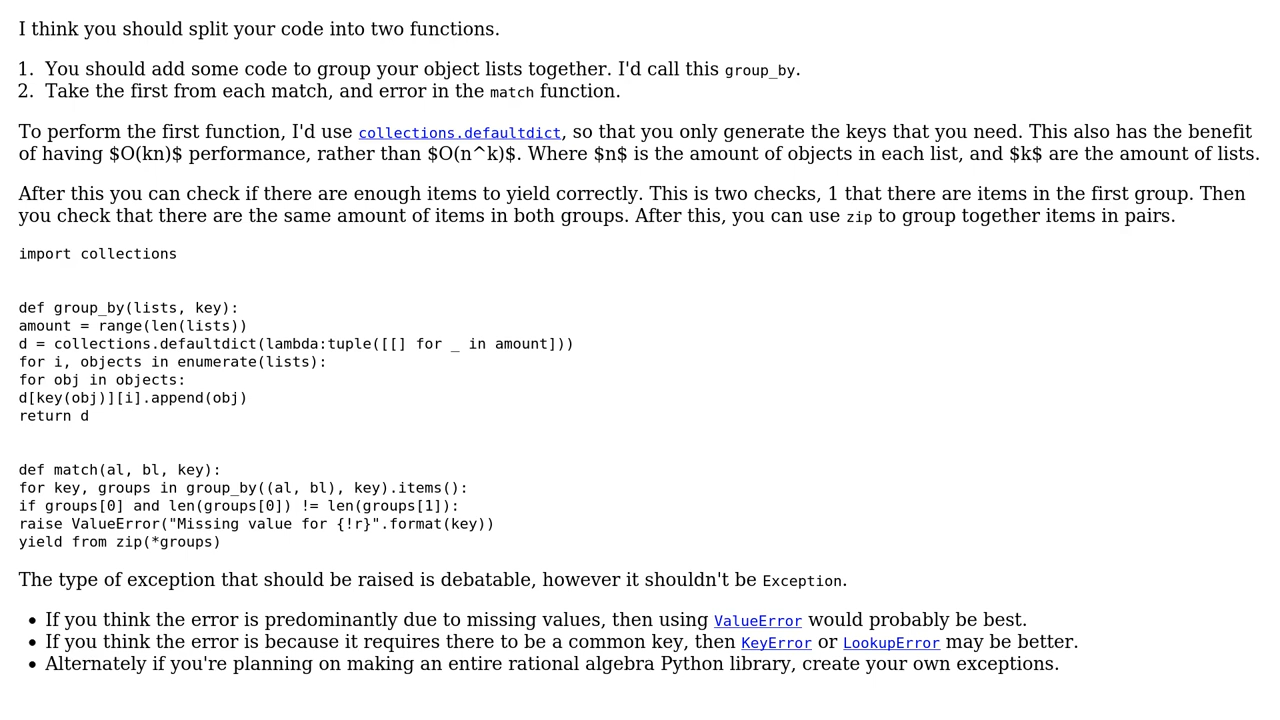 I think you should split your code into two functions.
1. You should add some code to group your object lists together. I'd call this group_by.
2. Take the first from each match, and error in the match function.
To perform the first function, I'd use collections.defaultdict, so that you only generate the keys that you need. This also has the benefit
of having $O(kn)$ performance, rather than $O(n^k)$. Where $n$ is the amount of objects in each list, and $k$ are the amount of lists.
After this you can check if there are enough items to yield correctly. This is two checks, 1 that there are items in the first group. Then
you check that there are the same amount of items in both groups. After this, you can use zip to group together items in pairs.
import collections
def group_by(lists, key):
amount = range(len(lists))
d = collections.defaultdict(lambda:tuple([[] for _ in amount]))
for i, objects in enumerate(lists):
for obj in objects:
d[key(obj)][i].append(obj)
return d
def match(al, bl, key):
for key, groups in group_by((al, bl), key).items():
if groups[0] and len(groups[0]) != len(groups[1]):
raise ValueError("Missing value for {!r}".format(key))
yield from zip(*groups)
The type of exception that should be raised is debatable, however it shouldn't be Exception.
• If you think the error is predominantly due to missing values, then using ValueError would probably be best.
• If you think the error is because it requires there to be a common key, then KeyError or LookupError may be better.
• Alternately if you're planning on making an entire rational algebra Python library, create your own exceptions.